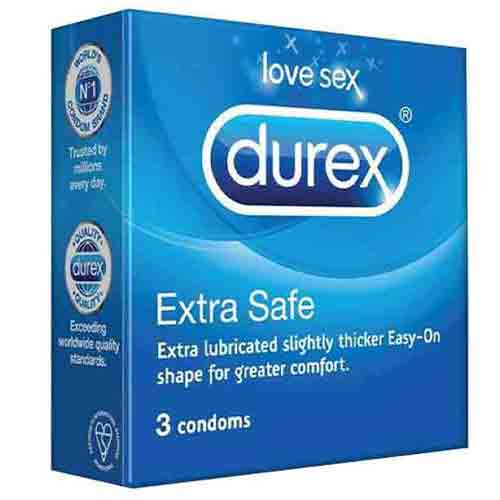 love sex
durex®
Extra Safe
Extra lubricated slightly thicker Easy-On
shape for greater comfort.
3 condoms
WORLD'S
Nº1
CONDOM BRAND
Trusted by
millions
every day.
QUALITY
durex
QUALITY
Exceeding
worldwide quality
standards.